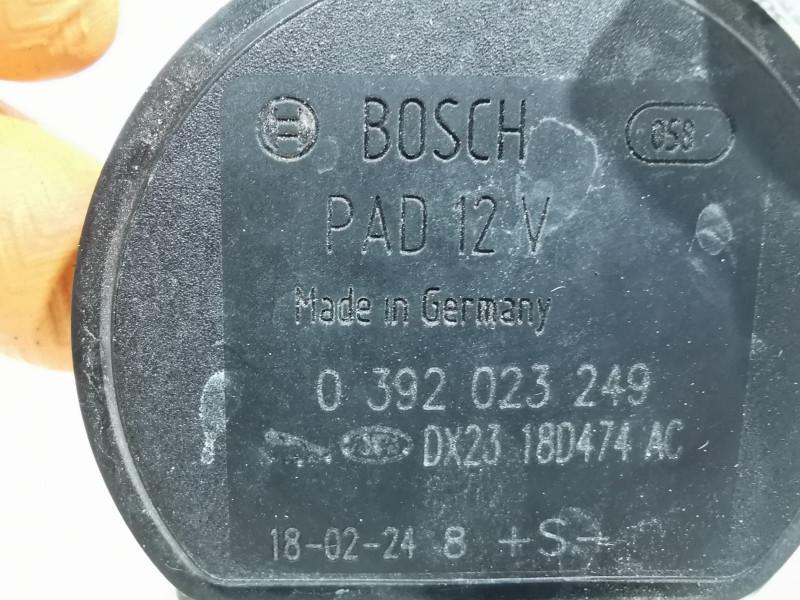 BOSCH 058
PAD 12 V
Made in Germany
0 392 023 249
DX23 18D474 AC
18-02-24 8 +S+